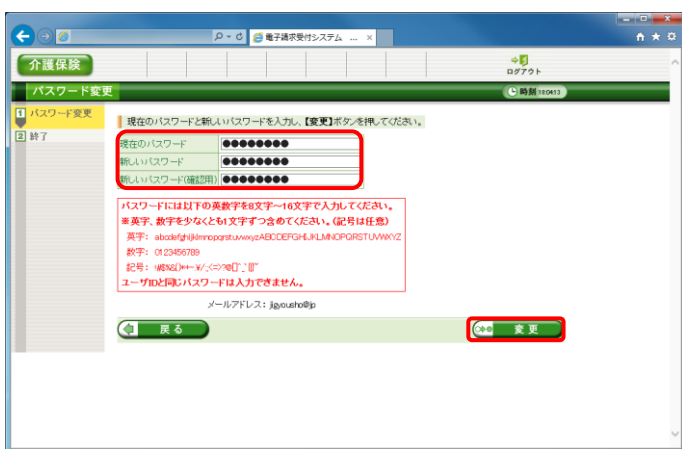 電子請求受付システム ...
介護保険
ログアウト
パスワード変更
時刻
1 パスワード変更
2 終了
現在のパスワードと新しいパスワードを入力し、【変更】ボタンを押してください。
現在のパスワード ●●●●●●●●
新しいパスワード ●●●●●●●●
新しいパスワード(確認用) ●●●●●●●●
パスワードには以下の英数字を8文字～16文字で入力してください。
※英字、数字を少なくとも1文字ずつ含めてください。(記号は任意)
英字: abcdefghijklmnopqrstuvwxyzABCDEFGHIJKLMNOPQRSTUVWXYZ
数字: 0123456789
記号:
ユーザIDと同じパスワードは入力できません。
メールアドレス: jigyousho@jp
戻る
変更